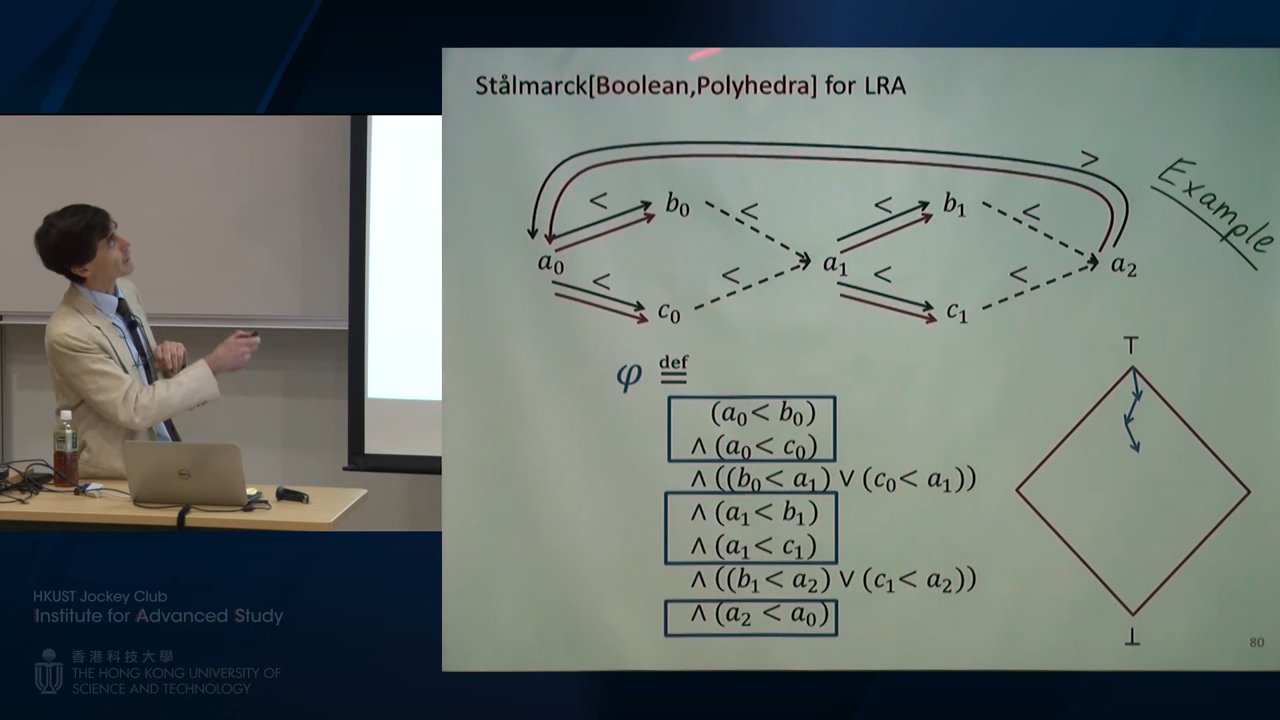 Stålmarck[Boolean,Polyhedra] for LRA
Example
>
< b₀ < < b₁ <
a₀ a₁ a₂
< c₀ < < c₁ <
φ ≝
(a₀ < b₀)
∧ (a₀ < c₀)
∧ ((b₀ < a₁) ∨ (c₀ < a₁))
∧ (a₁ < b₁)
∧ (a₁ < c₁)
∧ ((b₁ < a₂) ∨ (c₁ < a₂))
∧ (a₂ < a₀)
⊤
⊥
80
HKUST Jockey Club
Institute for Advanced Study
香港科技大學
THE HONG KONG UNIVERSITY OF
SCIENCE AND TECHNOLOGY